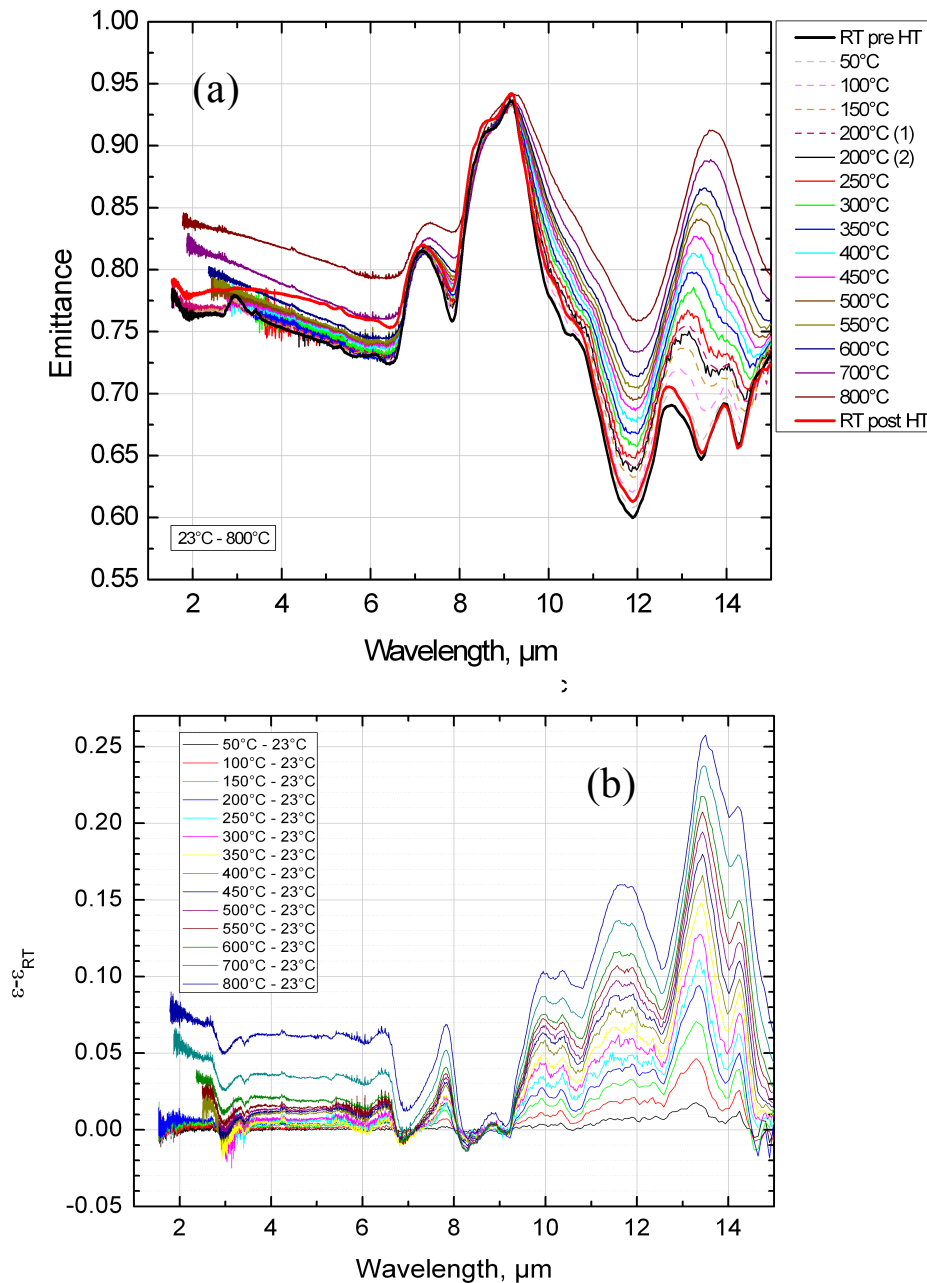 1.00
0.95
0.90
0.85
0.80
0.75
0.70
0.65
0.60
0.55
Emittance
(a)
23°C - 800°C
2 4 6 8 10 12 14
Wavelength, µm
RT pre HT
50°C
100°C
150°C
200°C (1)
200°C (2)
250°C
300°C
350°C
400°C
450°C
500°C
550°C
600°C
700°C
800°C
RT post HT
0.25
0.20
0.15
0.10
0.05
0.00
-0.05
ε-εRT
50°C - 23°C
100°C - 23°C
150°C - 23°C
200°C - 23°C
250°C - 23°C
300°C - 23°C
350°C - 23°C
400°C - 23°C
450°C - 23°C
500°C - 23°C
550°C - 23°C
600°C - 23°C
700°C - 23°C
800°C - 23°C
(b)
2 4 6 8 10 12 14
Wavelength, µm